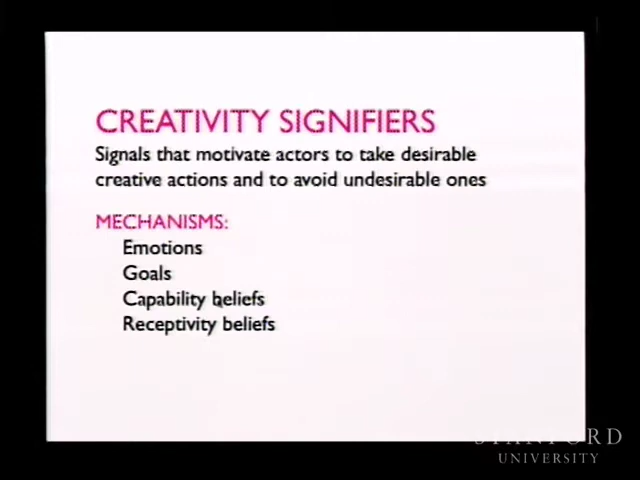 CREATIVITY SIGNIFIERS
Signals that motivate actors to take desirable
creative actions and to avoid undesirable ones
MECHANISMS:
Emotions
Goals
Capability beliefs
Receptivity beliefs
STANFORD
UNIVERSITY